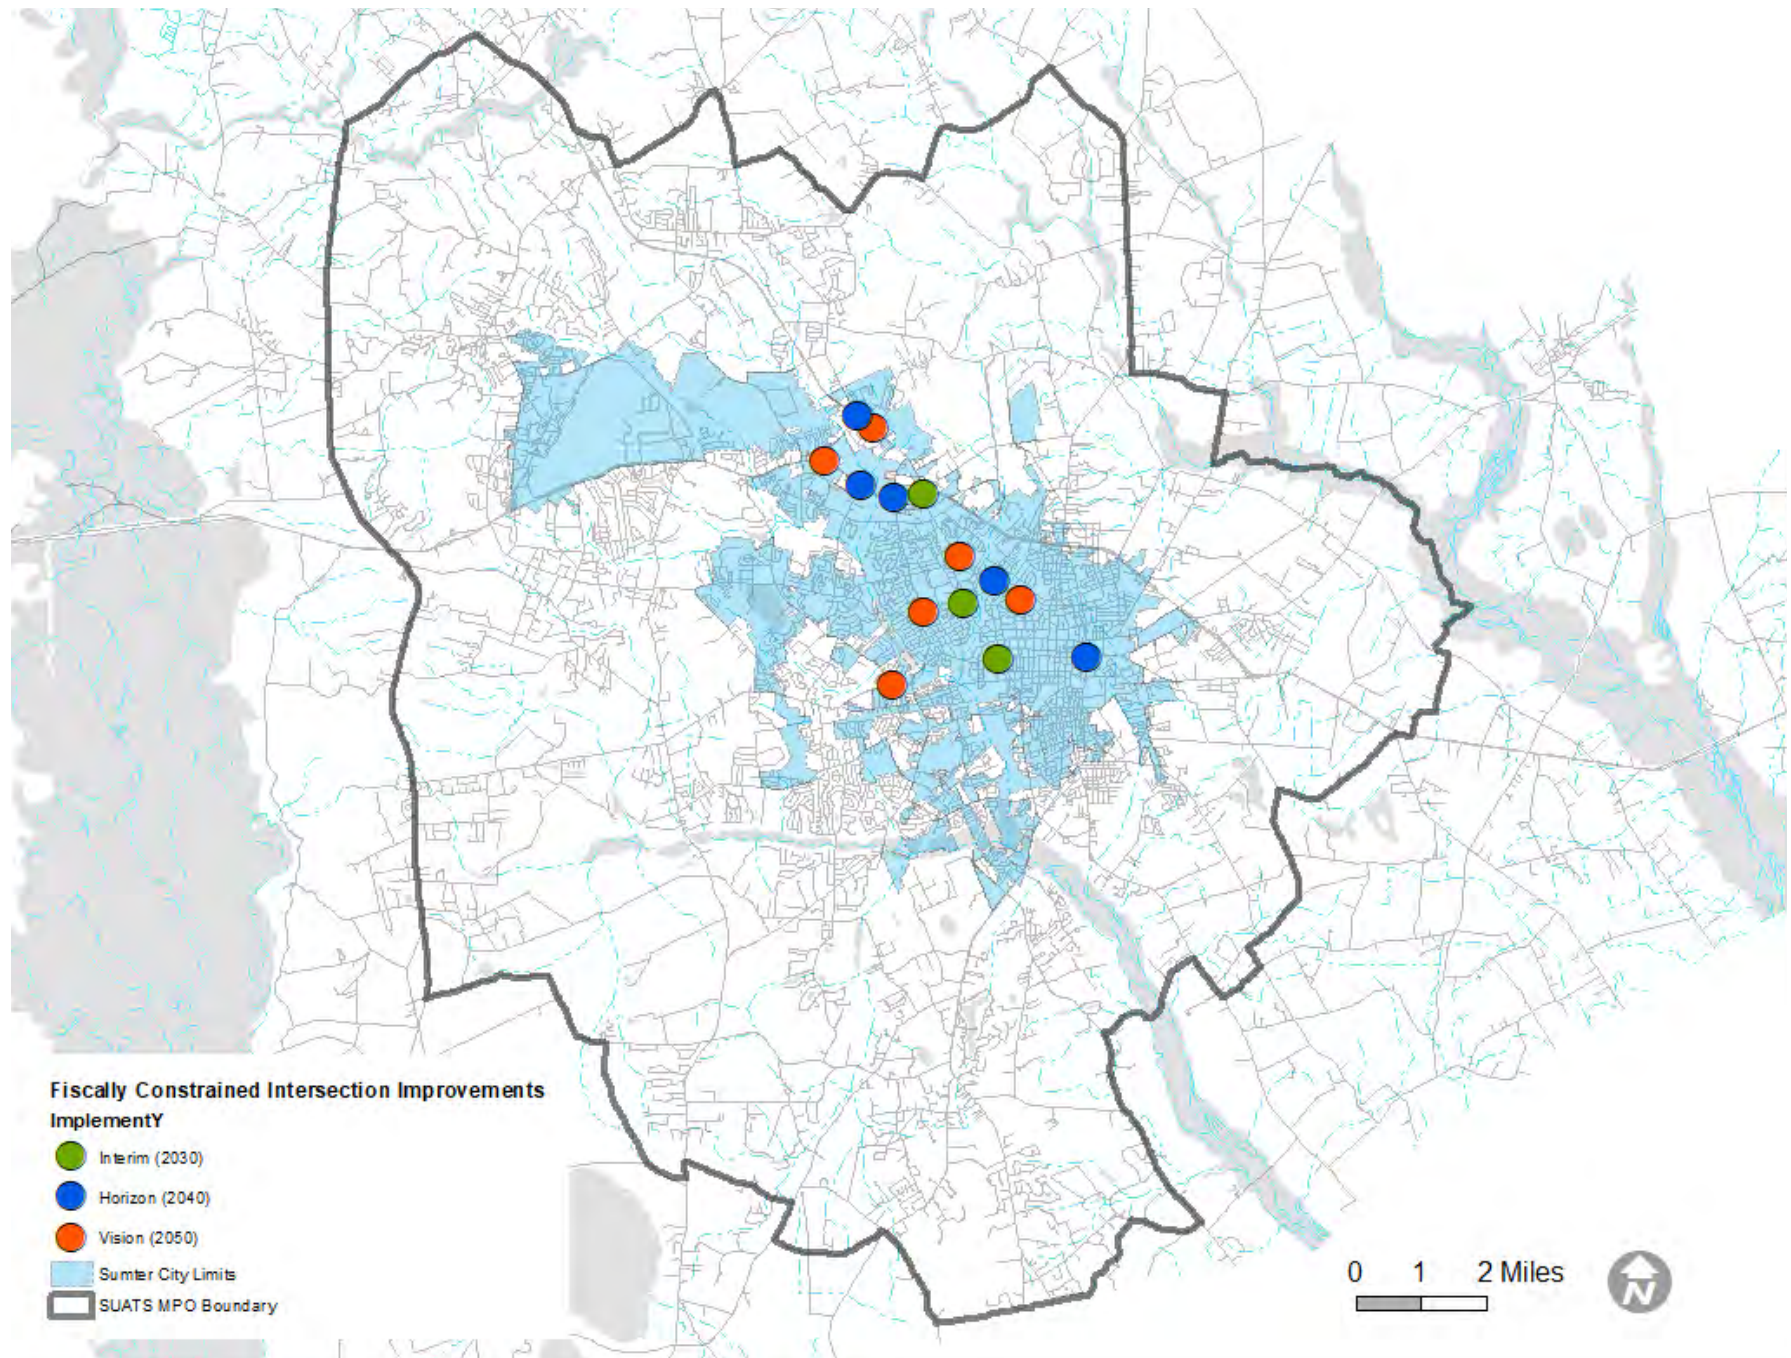 Fiscally Constrained Intersection Improvements
ImplementY
Interim (2030)
Horizon (2040)
Vision (2050)
Sumter City Limits
SUATS MPO Boundary
0 1 2 Miles
N